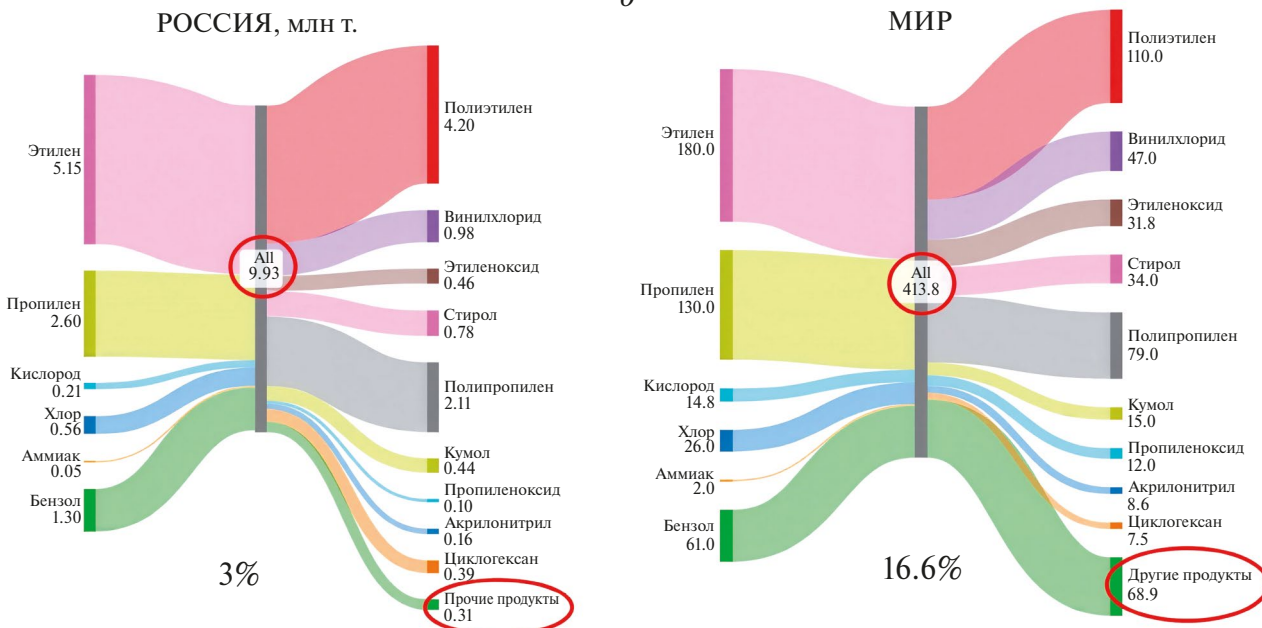 РОССИЯ, млн т.
Этилен
5.15
Пропилен
2.60
Кислород
0.21
Хлор
0.56
Аммиак
0.05
Бензол
1.30
All
9.93
Полиэтилен
4.20
Винилхлорид
0.98
Этиленоксид
0.46
Стирол
0.78
Полипропилен
2.11
Кумол
0.44
Пропиленоксид
0.10
Акрилонитрил
0.16
Циклогексан
0.39
Прочие продукты
0.31
3%
МИР
Этилен
180.0
Пропилен
130.0
Кислород
14.8
Хлор
26.0
Аммиак
2.0
Бензол
61.0
All
413.8
Полиэтилен
110.0
Винилхлорид
47.0
Этиленоксид
31.8
Стирол
34.0
Полипропилен
79.0
Кумол
15.0
Пропиленоксид
12.0
Акрилонитрил
8.6
Циклогексан
7.5
Другие продукты
68.9
16.6%